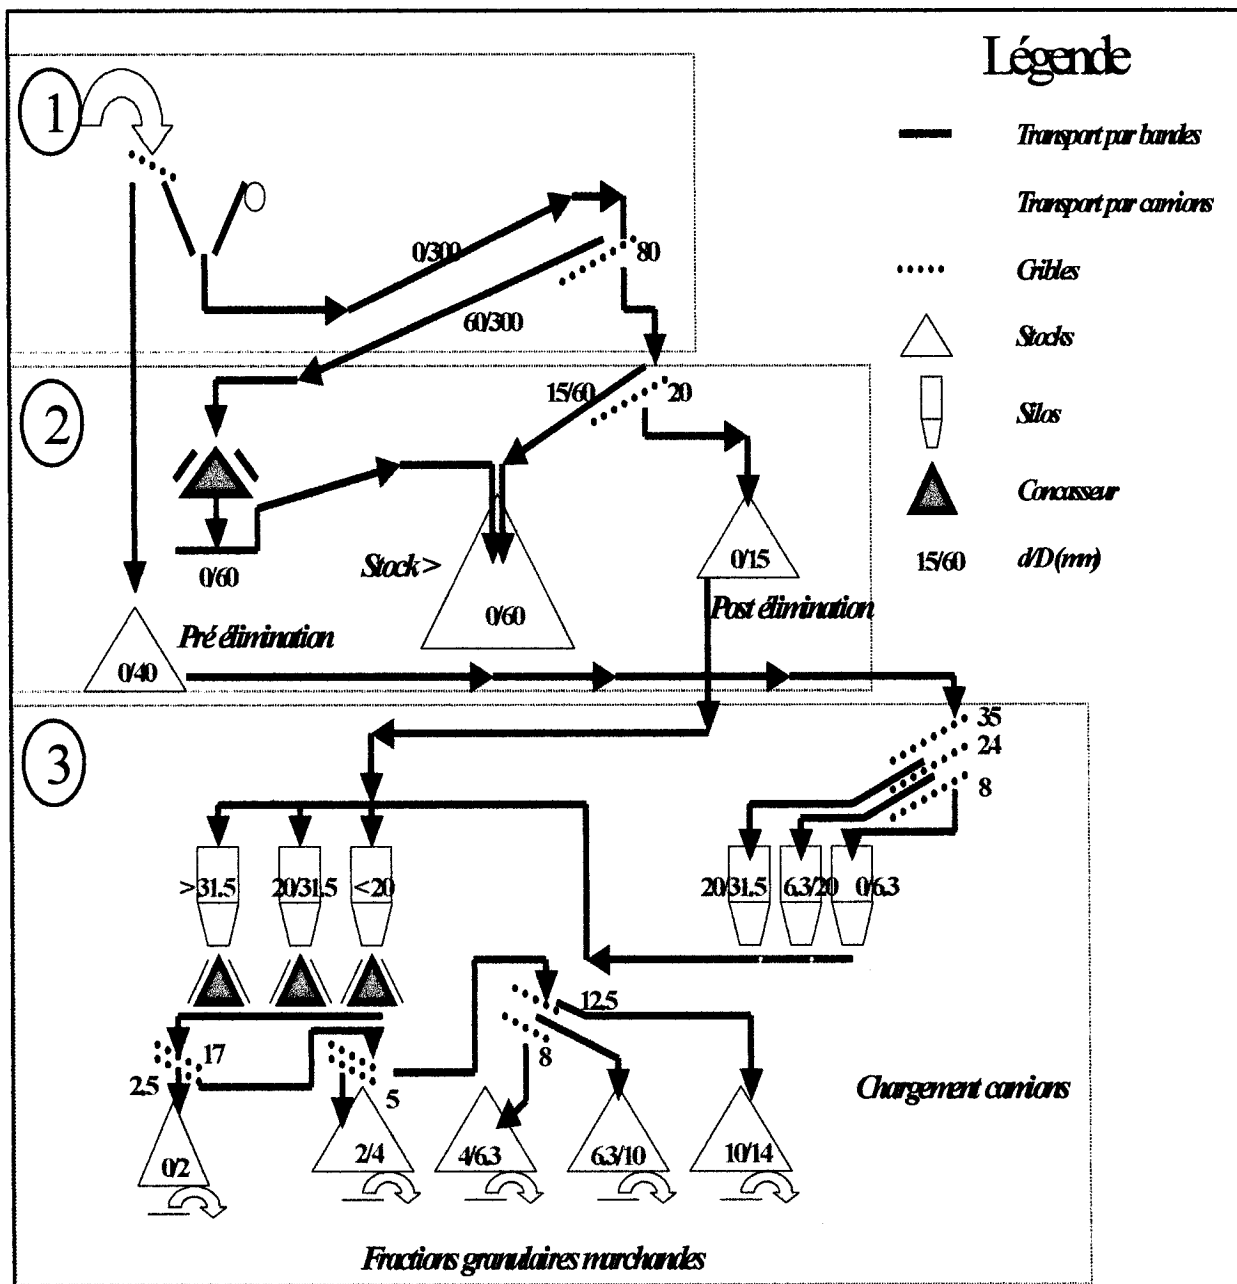 Légende
1
Transport par bandes
Transport par camions
0/300
80
Cribles
60/300
Stocks
2
15/60
20
Silos
Concasseur
0/60
Stock >
0/15
15/60
d/D (mm)
0/60
Post élimination
Pré élimination
0/40
3
35
24
8
>31.5
20/31.5
<20
20/31.5
6.3/20
0/6.3
12.5
17
8
2.5
5
Chargement camions
0/2
2/4
4/6.3
6.3/10
10/14
Fractions granulaires marchandes